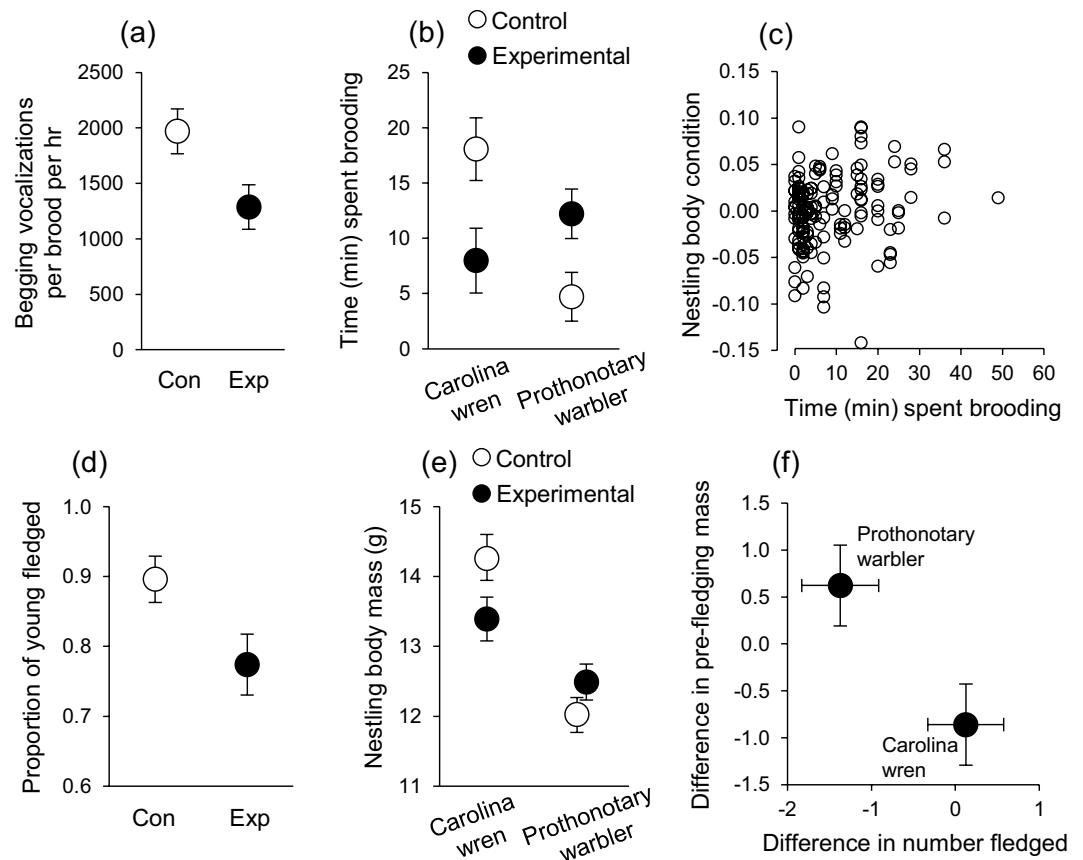 (a)
Begging vocalizations
per brood per hr
2500
2000
1500
1000
500
0
Con Exp
(b)
Control
Experimental
Time (min) spent brooding
25
20
15
10
5
0
Carolina
wren
Prothonotary
warbler
(c)
Nestling body condition
0.15
0.10
0.05
0.00
-0.05
-0.10
-0.15
0 10 20 30 40 50 60
Time (min) spent brooding
(d)
Proportion of young fledged
1.0
0.9
0.8
0.7
0.6
Con Exp
(e)
Control
Experimental
Nestling body mass (g)
15
14
13
12
11
Carolina
wren
Prothonotary
warbler
(f)
Difference in pre-fledging mass
1.5
1.0
0.5
0.0
-0.5
-1.0
-1.5
Prothonotary
warbler
Carolina
wren
-2 -1 0 1
Difference in number fledged